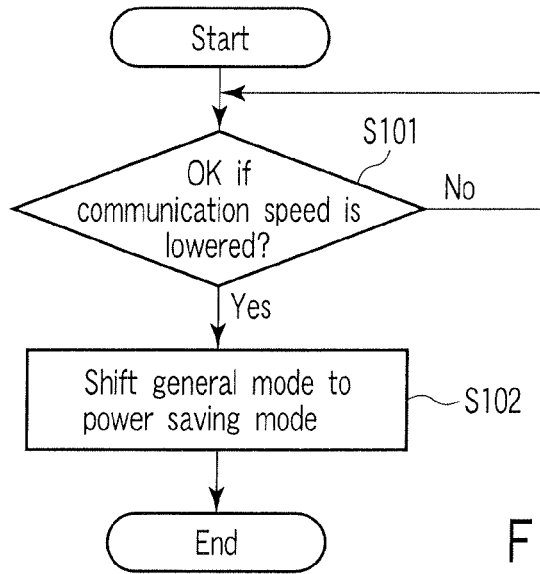 Start
S101
OK if
communication speed is
lowered?
No
Yes
Shift general mode to
power saving mode
S102
End
F